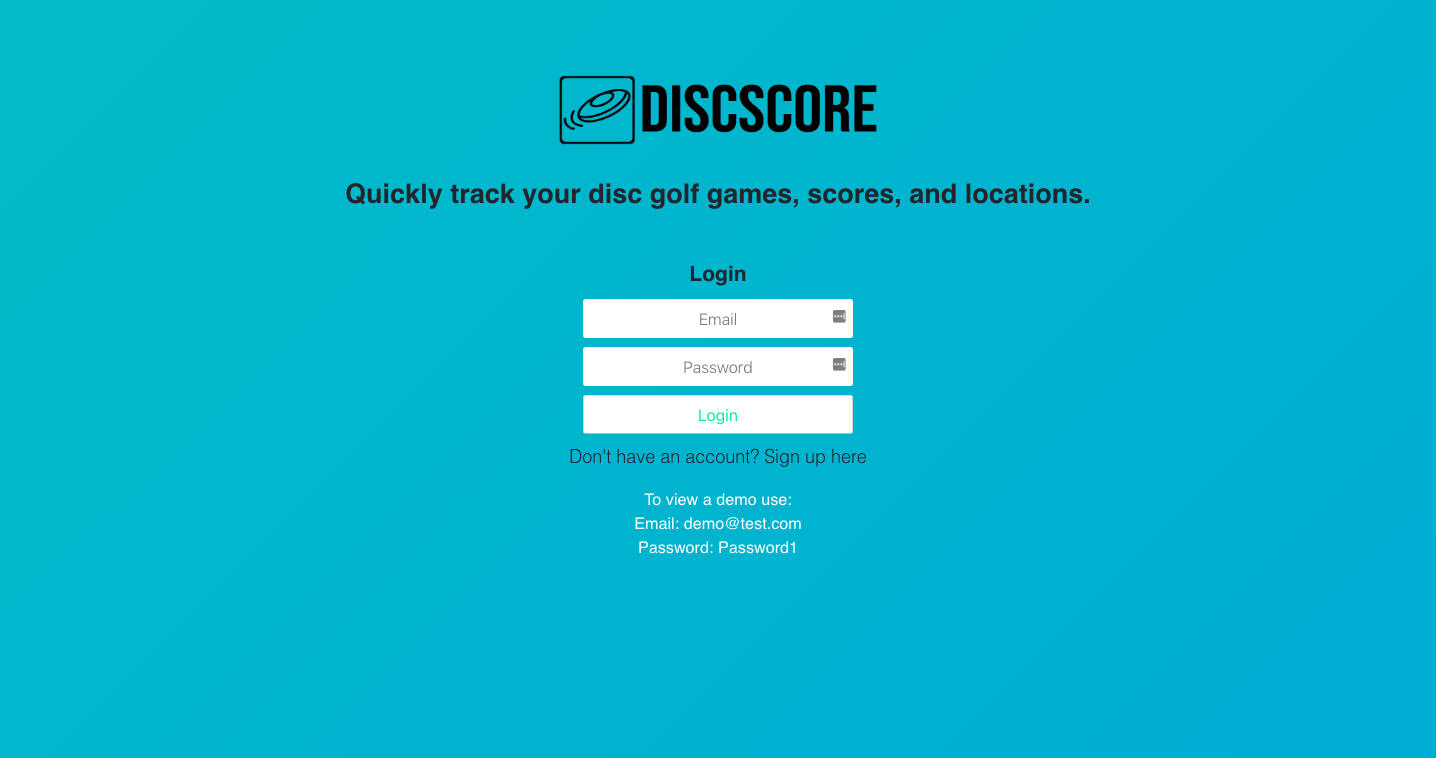 DISCSCORE
Quickly track your disc golf games, scores, and locations.
Login
Email
Password
Login
Don't have an account? Sign up here
To view a demo use:
Email: demo@test.com
Password: Password1